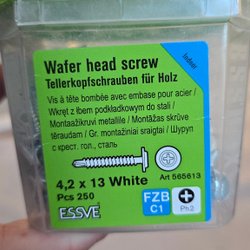 Indoor
Wafer head screw
Tellerkopfschrauben für Holz
Vis à tête bombée avec embase pour acier /
Wkręt z łbem podkładkowym do stali /
Montaažikruvi metallile / Montāžas skrūve
tēraudam / Gr. montažiniai sraigtai / Шуруп
с крест. гол., сталь
4,2 x 13 White
Art 565613
Pcs 250
ESSVE
FZB
C1
Ph2